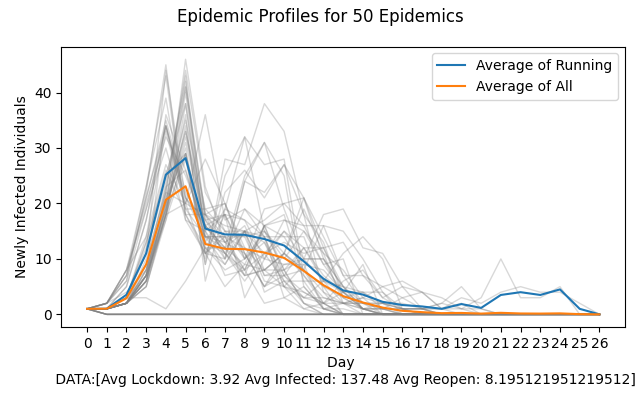 Epidemic Profiles for 50 Epidemics
Average of Running
Average of All
Newly Infected Individuals
40
30
20
10
0
0 1 2 3 4 5 6 7 8 9 10 11 12 13 14 15 16 17 18 19 20 21 22 23 24 25 26
Day
DATA:[Avg Lockdown: 3.92 Avg Infected: 137.48 Avg Reopen: 8.195121951219512]